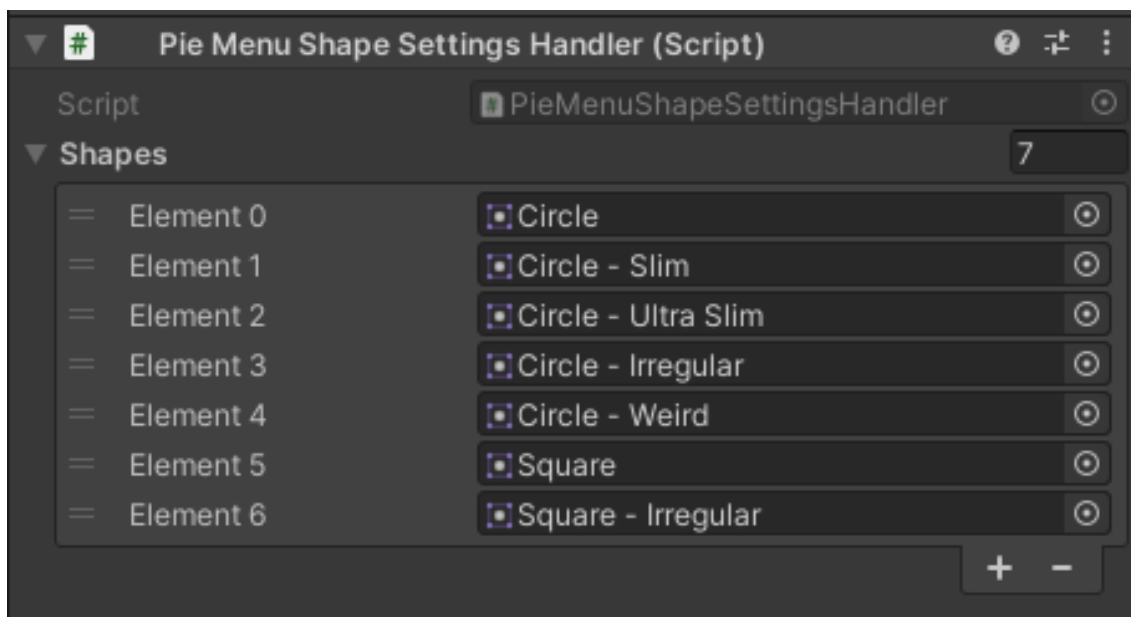 Pie Menu Shape Settings Handler (Script)
Script PieMenuShapeSettingsHandler
Shapes 7
Element 0 Circle
Element 1 Circle - Slim
Element 2 Circle - Ultra Slim
Element 3 Circle - Irregular
Element 4 Circle - Weird
Element 5 Square
Element 6 Square - Irregular